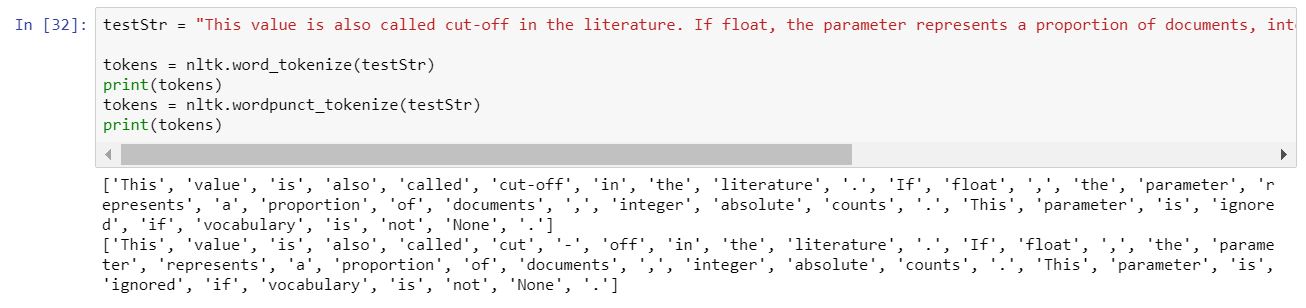 In [32]: testStr = "This value is also called cut-off in the literature. If float, the parameter represents a proportion of documents, int
tokens = nltk.word_tokenize(testStr)
print(tokens)
tokens = nltk.wordpunct_tokenize(testStr)
print(tokens)
['This', 'value', 'is', 'also', 'called', 'cut-off', 'in', 'the', 'literature', '.', 'If', 'float', ',', 'the', 'parameter', 'r
epresents', 'a', 'proportion', 'of', 'documents', ',', 'integer', 'absolute', 'counts', '.', 'This', 'parameter', 'is', 'ignore
d', 'if', 'vocabulary', 'is', 'not', 'None', '.']
['This', 'value', 'is', 'also', 'called', 'cut', '-', 'off', 'in', 'the', 'literature', '.', 'If', 'float', ',', 'the', 'parame
ter', 'represents', 'a', 'proportion', 'of', 'documents', ',', 'integer', 'absolute', 'counts', '.', 'This', 'parameter', 'is',
'ignored', 'if', 'vocabulary', 'is', 'not', 'None', '.']